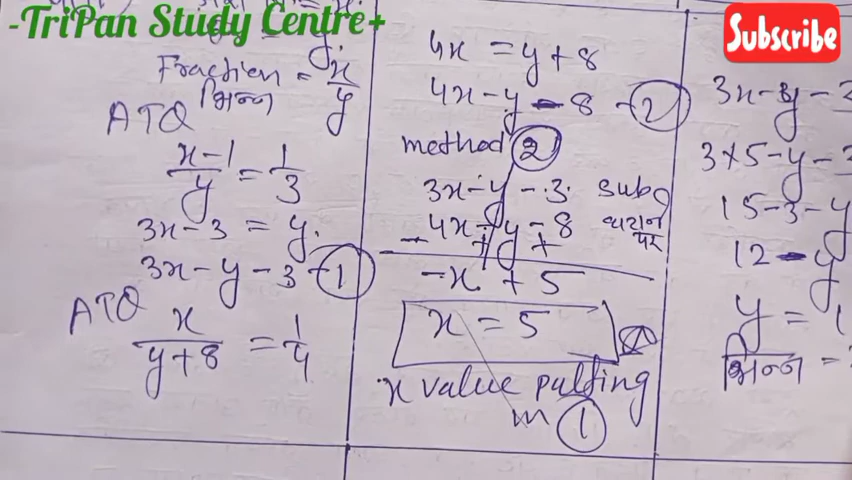 -TriPan Study Centre+
Subscribe
Fraction = x/y
भिन्न
ATQ
x-1/y = 1/3
3x-3 = y.
3x-y-3 - 1
ATQ
x/y+8 = 1/4
4x = y+8
4x-y-8 - 2
method 2
3x-y-3. sub
4x-y-8
- + +
-x + 5
x = 5
x value putting
in 1
3x-y-3
3x5-y-3
15-3-y
12-y
y = 1
भिन्न =